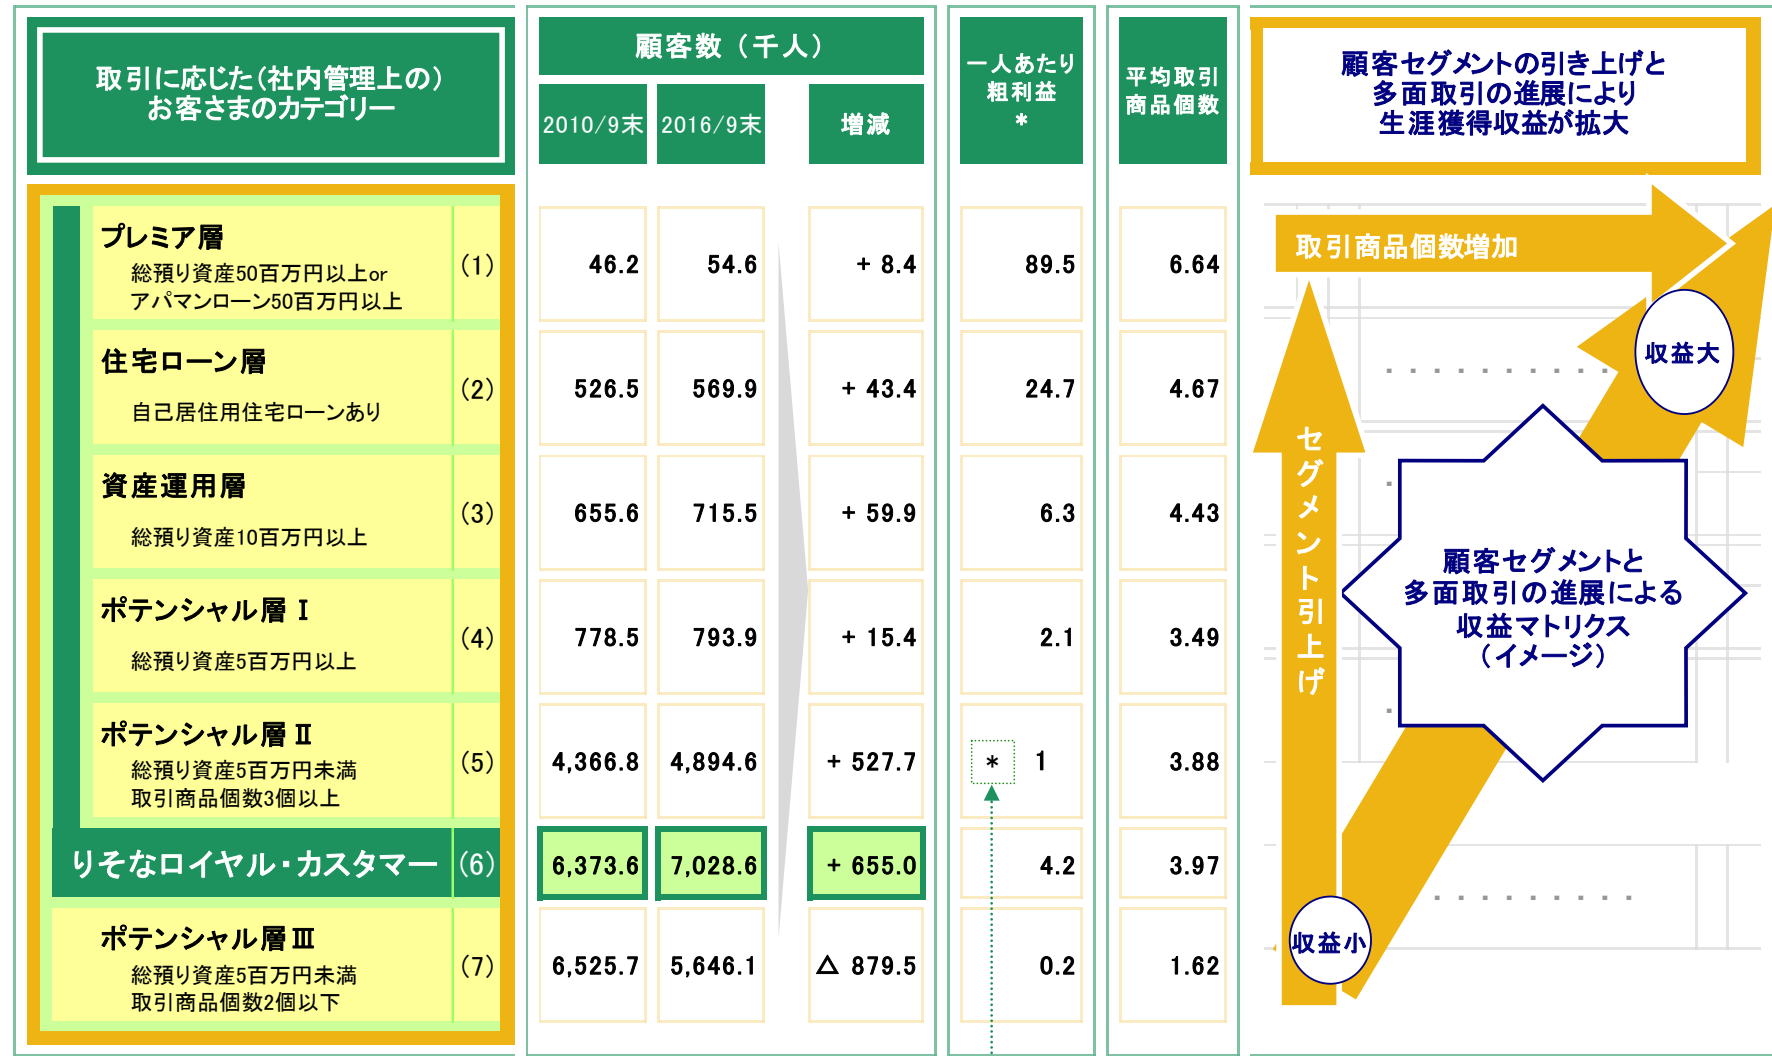 取引に応じた(社内管理上の)
お客さまのカテゴリー
顧客数（千人）
2010/9末
2016/9末
増減
一人あたり
粗利益
*
平均取引
商品個数
顧客セグメントの引き上げと
多面取引の進展により
生涯獲得収益が拡大
プレミア層
総預り資産50百万円以上or
アパマンローン50百万円以上
(1)
46.2
54.6
+ 8.4
89.5
6.64
住宅ローン層
自己居住用住宅ローンあり
(2)
526.5
569.9
+ 43.4
24.7
4.67
資産運用層
総預り資産10百万円以上
(3)
655.6
715.5
+ 59.9
6.3
4.43
ポテンシャル層Ⅰ
総預り資産5百万円以上
(4)
778.5
793.9
+ 15.4
2.1
3.49
ポテンシャル層Ⅱ
総預り資産5百万円未満
取引商品個数3個以上
(5)
4,366.8
4,894.6
+ 527.7
* 1
3.88
りそなロイヤル・カスタマー
(6)
6,373.6
7,028.6
+ 655.0
4.2
3.97
ポテンシャル層Ⅲ
総預り資産5百万円未満
取引商品個数2個以下
(7)
6,525.7
5,646.1
△ 879.5
0.2
1.62
取引商品個数増加
セグメント引上げ
収益大
顧客セグメントと
多面取引の進展による
収益マトリクス
（イメージ）
収益小